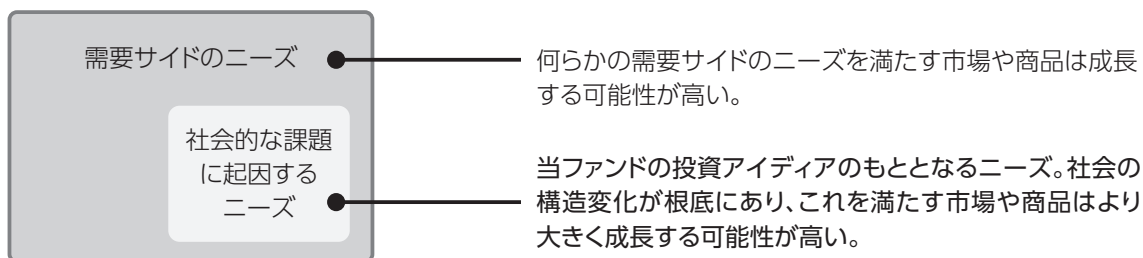 需要サイドのニーズ
何らかの需要サイドのニーズを満たす市場や商品は成長
する可能性が高い。
社会的な課題
に起因する
ニーズ
当ファンドの投資アイディアのもととなるニーズ。社会の
構造変化が根底にあり、これを満たす市場や商品はより
大きく成長する可能性が高い。